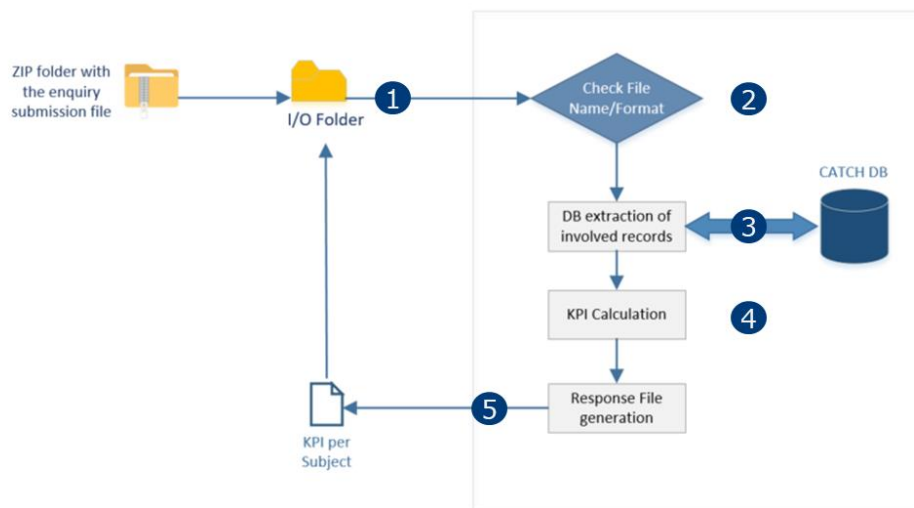 ZIP folder with
the enquiry
submission file
I/O Folder
1
Check File
Name/Format
2
CATCH DB
DB extraction of
involved records
3
KPI Calculation
4
Response File
generation
5
KPI per
Subject